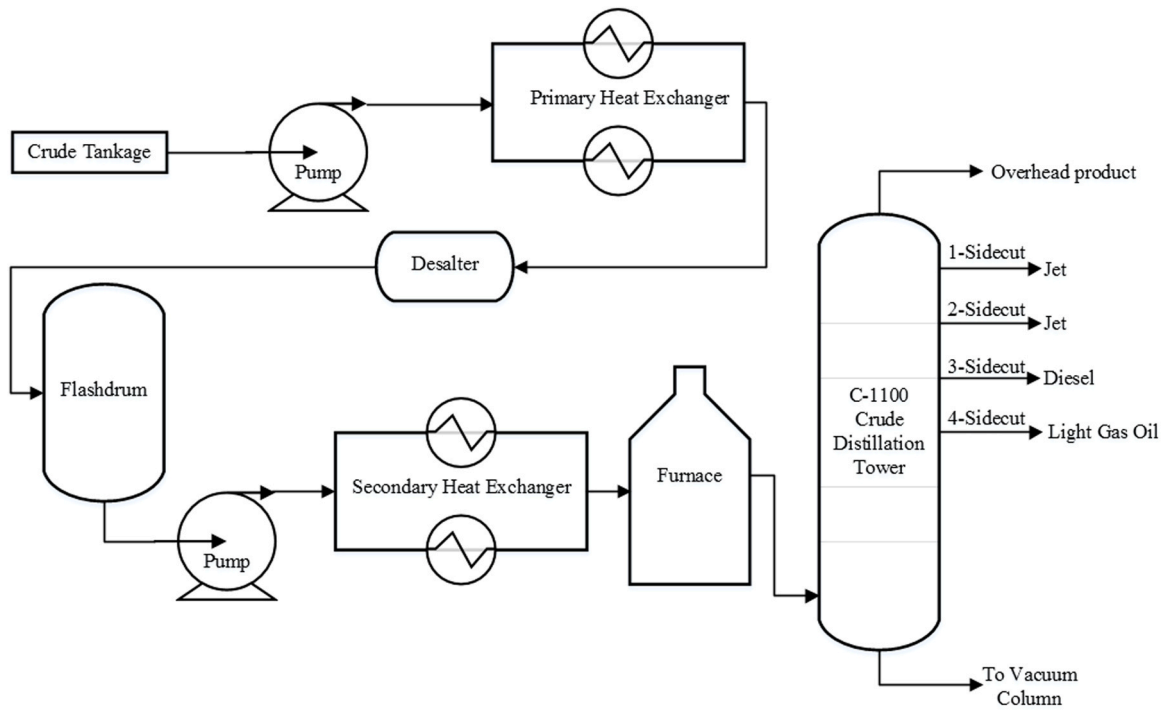 Primary Heat Exchanger
Crude Tankage
Pump
Overhead product
Desalter
1-Sidecut
Jet
2-Sidecut
Jet
3-Sidecut
Diesel
4-Sidecut
Light Gas Oil
Flashdrum
C-1100
Crude
Distillation
Tower
Secondary Heat Exchanger
Furnace
Pump
To Vacuum
Column